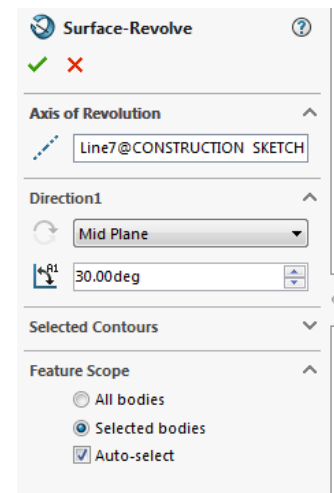 Surface-Revolve
Axis of Revolution
Line7@CONSTRUCTION SKETCH
Direction1
Mid Plane
A1
30.00deg
Selected Contours
Feature Scope
All bodies
Selected bodies
Auto-select